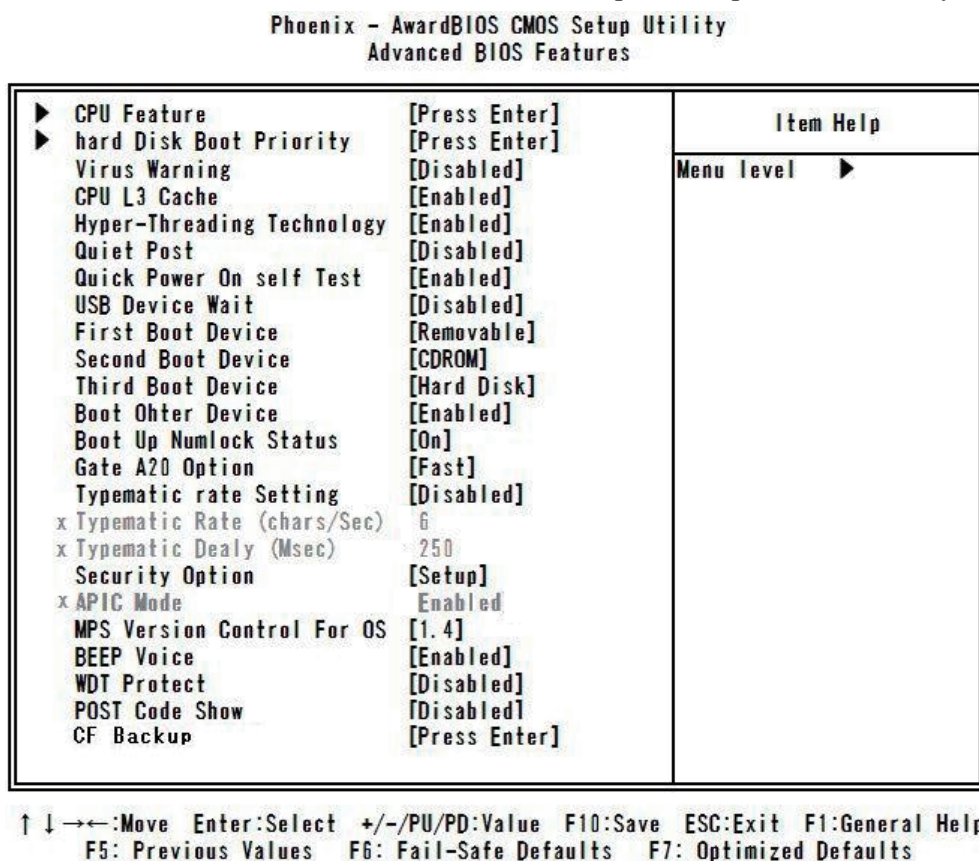 Phoenix - AwardBIOS CMOS Setup Utility
Advanced BIOS Features
▶ CPU Feature [Press Enter]
▶ hard Disk Boot Priority [Press Enter]
Virus Warning [Disabled]
CPU L3 Cache [Enabled]
Hyper-Threading Technology [Enabled]
Quiet Post [Disabled]
Quick Power On self Test [Enabled]
USB Device Wait [Disabled]
First Boot Device [Removable]
Second Boot Device [CDROM]
Third Boot Device [Hard Disk]
Boot Ohter Device [Enabled]
Boot Up Numlock Status [On]
Gate A20 Option [Fast]
Typematic rate Setting [Disabled]
x Typematic Rate (chars/Sec) 6
x Typematic Dealy (Msec) 250
Security Option [Setup]
x APIC Mode Enabled
MPS Version Control For OS [1.4]
BEEP Voice [Enabled]
WDT Protect [Disabled]
POST Code Show [Disabled]
CF Backup [Press Enter]
Item Help
Menu level ▶
↑↓→←:Move Enter:Select +/-/PU/PD:Value F10:Save ESC:Exit F1:General Help
F5: Previous Values F6: Fail-Safe Defaults F7: Optimized Defaults